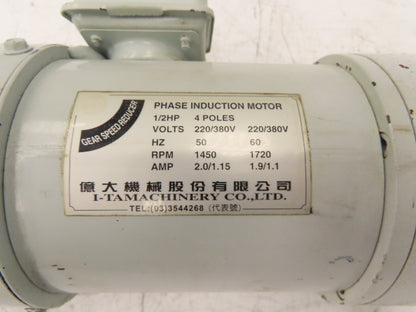 GEAR SPEED REDUCER
PHASE INDUCTION MOTOR
1/2HP 4 POLES
VOLTS 220/380V 220/380V
HZ 50 60
RPM 1450 1720
AMP 2.0/1.15 1.9/1.1
億大機械股份有限公司
I-TAMACHINERY CO.,LTD.
TEL:(03)3544268 (代表號)